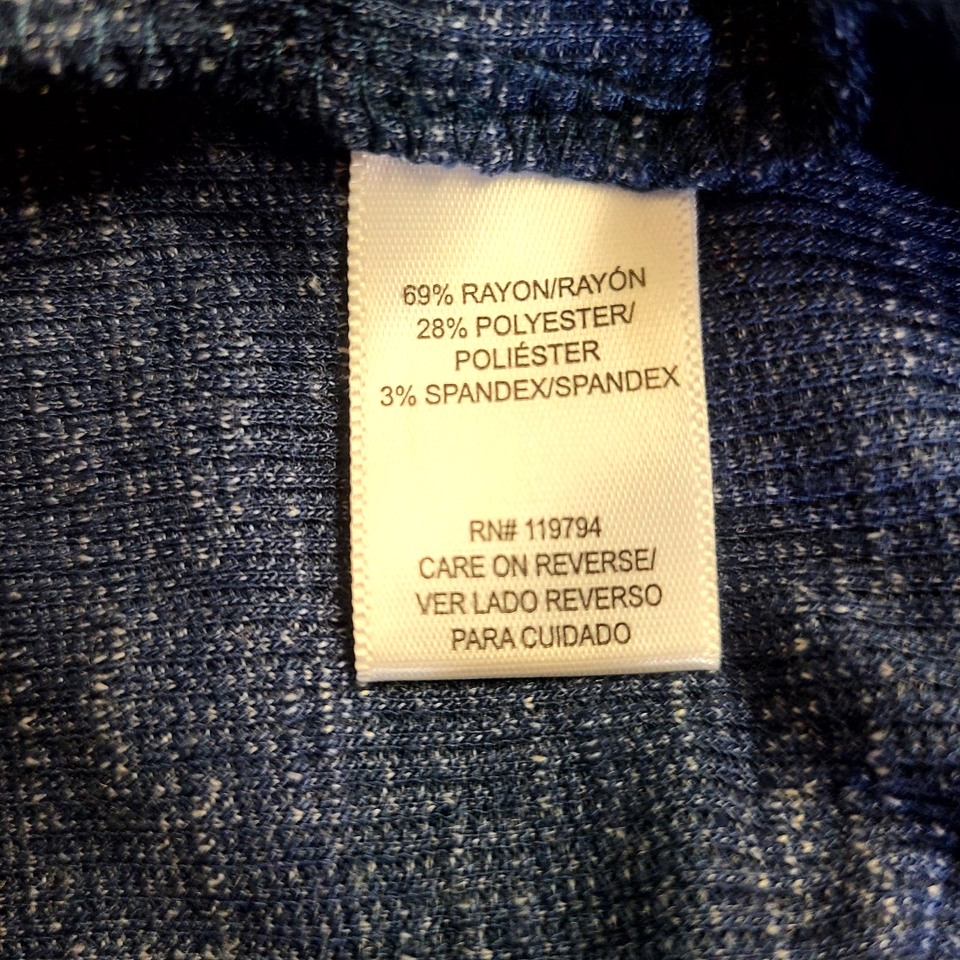 69% RAYON/RAYÓN
28% POLYESTER/
POLIÉSTER
3% SPANDEX/SPANDEX
RN# 119794
CARE ON REVERSE/
VER LADO REVERSO
PARA CUIDADO